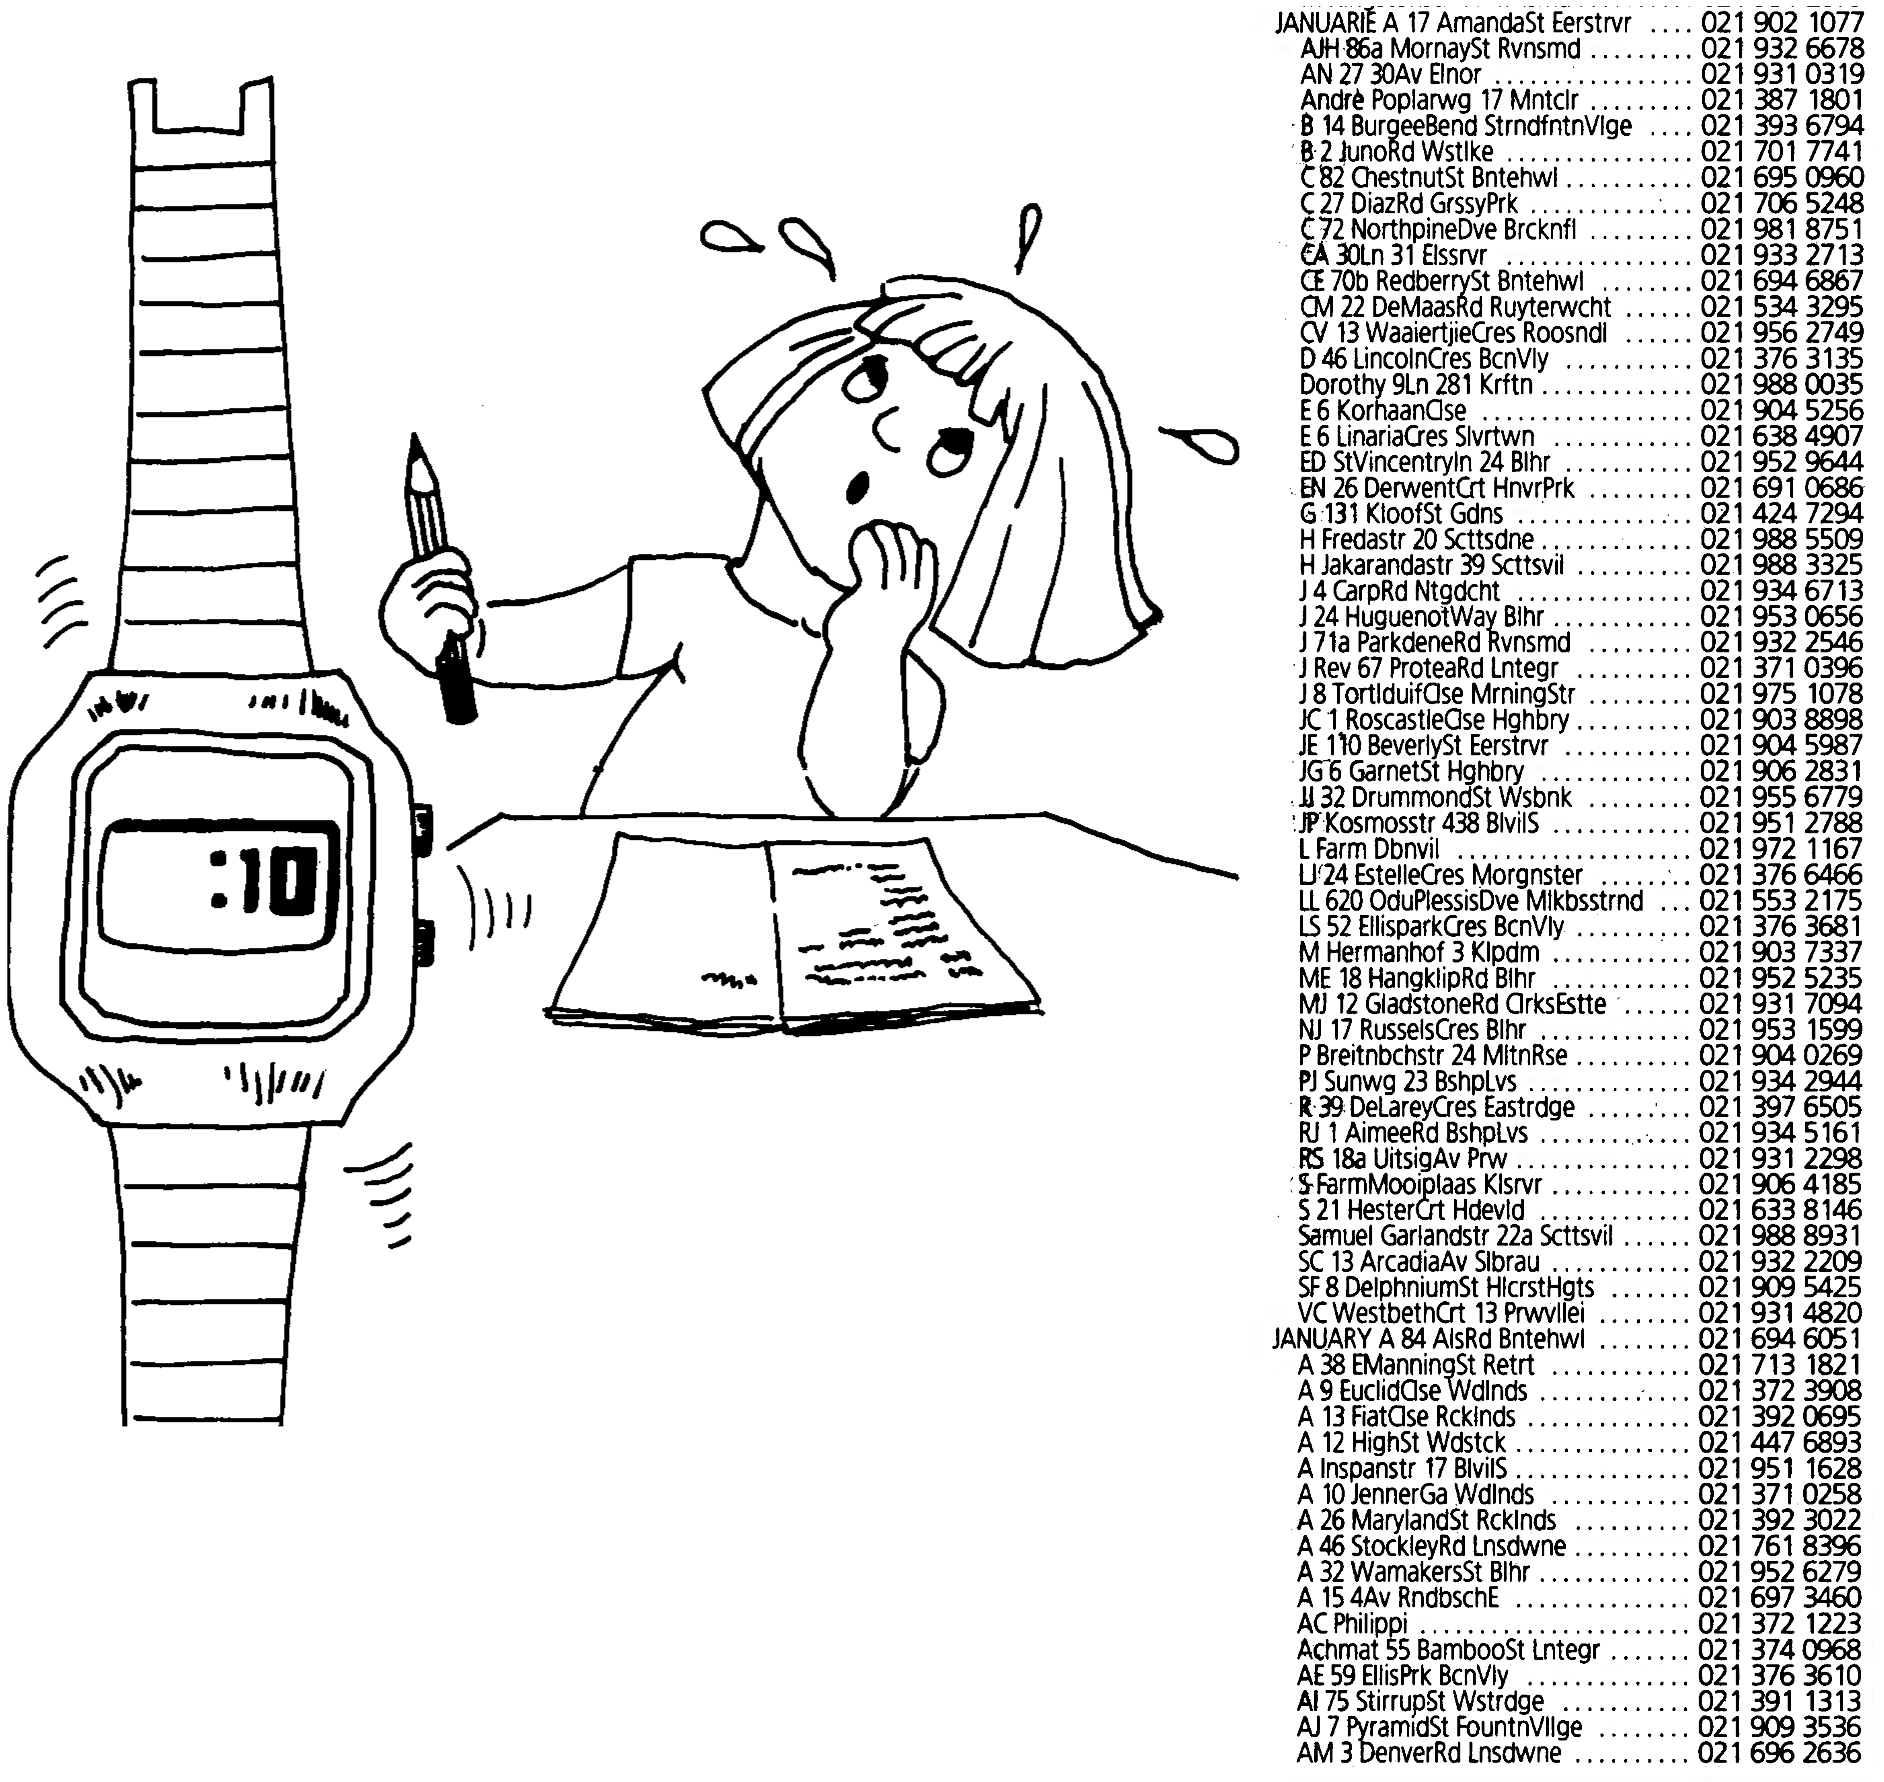 :10
JANUARIE A 17 AmandaSt Eerstrvr .... 021 902 1077
AJH 86a MornaySt Rvnsmd ......... 021 932 6678
AN 27 30Av Elnor ................ 021 931 0319
Andrè Poplarwg 17 Mntclr ......... 021 387 1801
B 14 BurgeeBend StrndfntnVlge .... 021 393 6794
B 2 JunoRd Wstlke ............... 021 701 7741
C 82 ChestnutSt Bntehwl ........... 021 695 0960
C 27 DiazRd GrssyPrk .............. 021 706 5248
C 72 NorthpineDve Brcknfl ......... 021 981 8751
CA 30Ln 31 Elssrvr ................ 021 933 2713
CE 70b RedberrySt Bntehwl ....... 021 694 6867
CM 22 DeMaasRd Ruyterwcht ...... 021 534 3295
CV 13 WaaiertjieCres Roosndl ...... 021 956 2749
D 46 LincolnCres BcnVly ........... 021 376 3135
Dorothy 9Ln 281 Krftn ............. 021 988 0035
E 6 KorhaanClse ................. 021 904 5256
E 6 LinariaCres Slvrtwn ............ 021 638 4907
ED StVincentryln 24 Blhr ........... 021 952 9644
EN 26 DerwentCrt HnvrPrk ......... 021 691 0686
G 131 KloofSt Gdns .............. 021 424 7294
H Fredastr 20 Scttsdne ............. 021 988 5509
H Jakarandastr 39 Scttsvil .......... 021 988 3325
J 4 CarpRd Ntgdcht ............... 021 934 6713
J 24 HuguenotWay Blhr ........... 021 953 0656
J 71a ParkdeneRd Rvnsmd ......... 021 932 2546
J Rev 67 ProteaRd Lntegr .......... 021 371 0396
J 8 TortlduifClse MrningStr ......... 021 975 1078
JC 1 RoscastleClse Hghbry .......... 021 903 8898
JE 110 BeverlySt Eerstrvr ........... 021 904 5987
JG 6 GarnetSt Hghbry ............. 021 906 2831
JJ 32 DrummondSt Wsbnk ......... 021 955 6779
JP Kosmosstr 438 BlvilS ............ 021 951 2788
L Farm Dbnvil .................... 021 972 1167
LJ 24 EstelleCres Morgnster ........ 021 376 6466
LL 620 OduPlessisDve Mlkbsstrnd ... 021 553 2175
LS 52 EllisparkCres BcnVly .......... 021 376 3681
M Hermanhof 3 Klpdm ............ 021 903 7337
ME 18 HangklipRd Blhr ............ 021 952 5235
MJ 12 GladstoneRd ClrksEstte ...... 021 931 7094
NJ 17 RusselsCres Blhr ............. 021 953 1599
P Breitnbchstr 24 MltnRse .......... 021 904 0269
PJ Sunwg 23 BshpLvs .............. 021 934 2944
R 39 DeLareyCres Eastrdge ......... 021 397 6505
RJ 1 AimeeRd BshpLvs ............. 021 934 5161
RS 18a UitsigAv Prw ............... 021 931 2298
S FarmMooiplaas Klsrvr ............ 021 906 4185
S 21 HesterCrt Hdevld ............. 021 633 8146
Samuel Garlandstr 22a Scttsvil ...... 021 988 8931
SC 13 ArcadiaAv Slbrau ............ 021 932 2209
SF 8 DelphniumSt HlcrstHgts ....... 021 909 5425
VC WestbethCrt 13 Prwvllei ........ 021 931 4820
JANUARY A 84 AlsRd Bntehwl ........ 021 694 6051
A 38 EManningSt Retrt ............ 021 713 1821
A 9 EuclidClse Wdlnds ............ 021 372 3908
A 13 FiatClse Rcklnds ............. 021 392 0695
A 12 HighSt Wdstck .............. 021 447 6893
A Inspanstr 17 BlvilS .............. 021 951 1628
A 10 JennerGa Wdlnds ............ 021 371 0258
A 26 MarylandSt Rcklnds .......... 021 392 3022
A 46 StockleyRd Lnsdwne .......... 021 761 8396
A 32 WamakersSt Blhr ............. 021 952 6279
A 15 4Av RndbschE ............... 021 697 3460
AC Philippi ....................... 021 372 1223
Achmat 55 BambooSt Lntegr ....... 021 374 0968
AE 59 EllisPrk BcnVly .............. 021 376 3610
AI 75 StirrupSt Wstrdge ........... 021 391 1313
AJ 7 PyramidSt FountnVllge ........ 021 909 3536
AM 3 DenverRd Lnsdwne .......... 021 696 2636